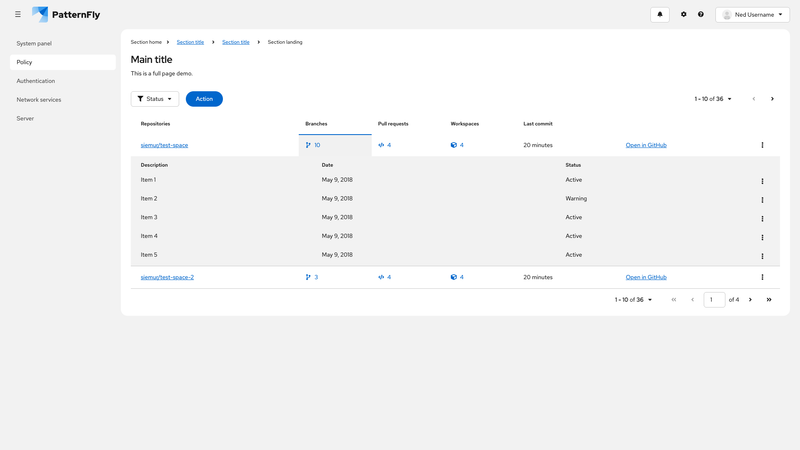 PatternFly
Ned Username
System panel
Policy
Authentication
Network services
Server
Section home Section title Section title Section landing
Main title
This is a full page demo.
Status Action 1 - 10 of 36
Repositories Branches Pull requests Workspaces Last commit
siemur/test-space 10 4 4 20 minutes Open in GitHub
Description Date Status
Item 1 May 9, 2018 Active
Item 2 May 9, 2018 Warning
Item 3 May 9, 2018 Active
Item 4 May 9, 2018 Active
Item 5 May 9, 2018 Active
siemur/test-space-2 3 4 4 20 minutes Open in GitHub
1 - 10 of 36 1 of 4